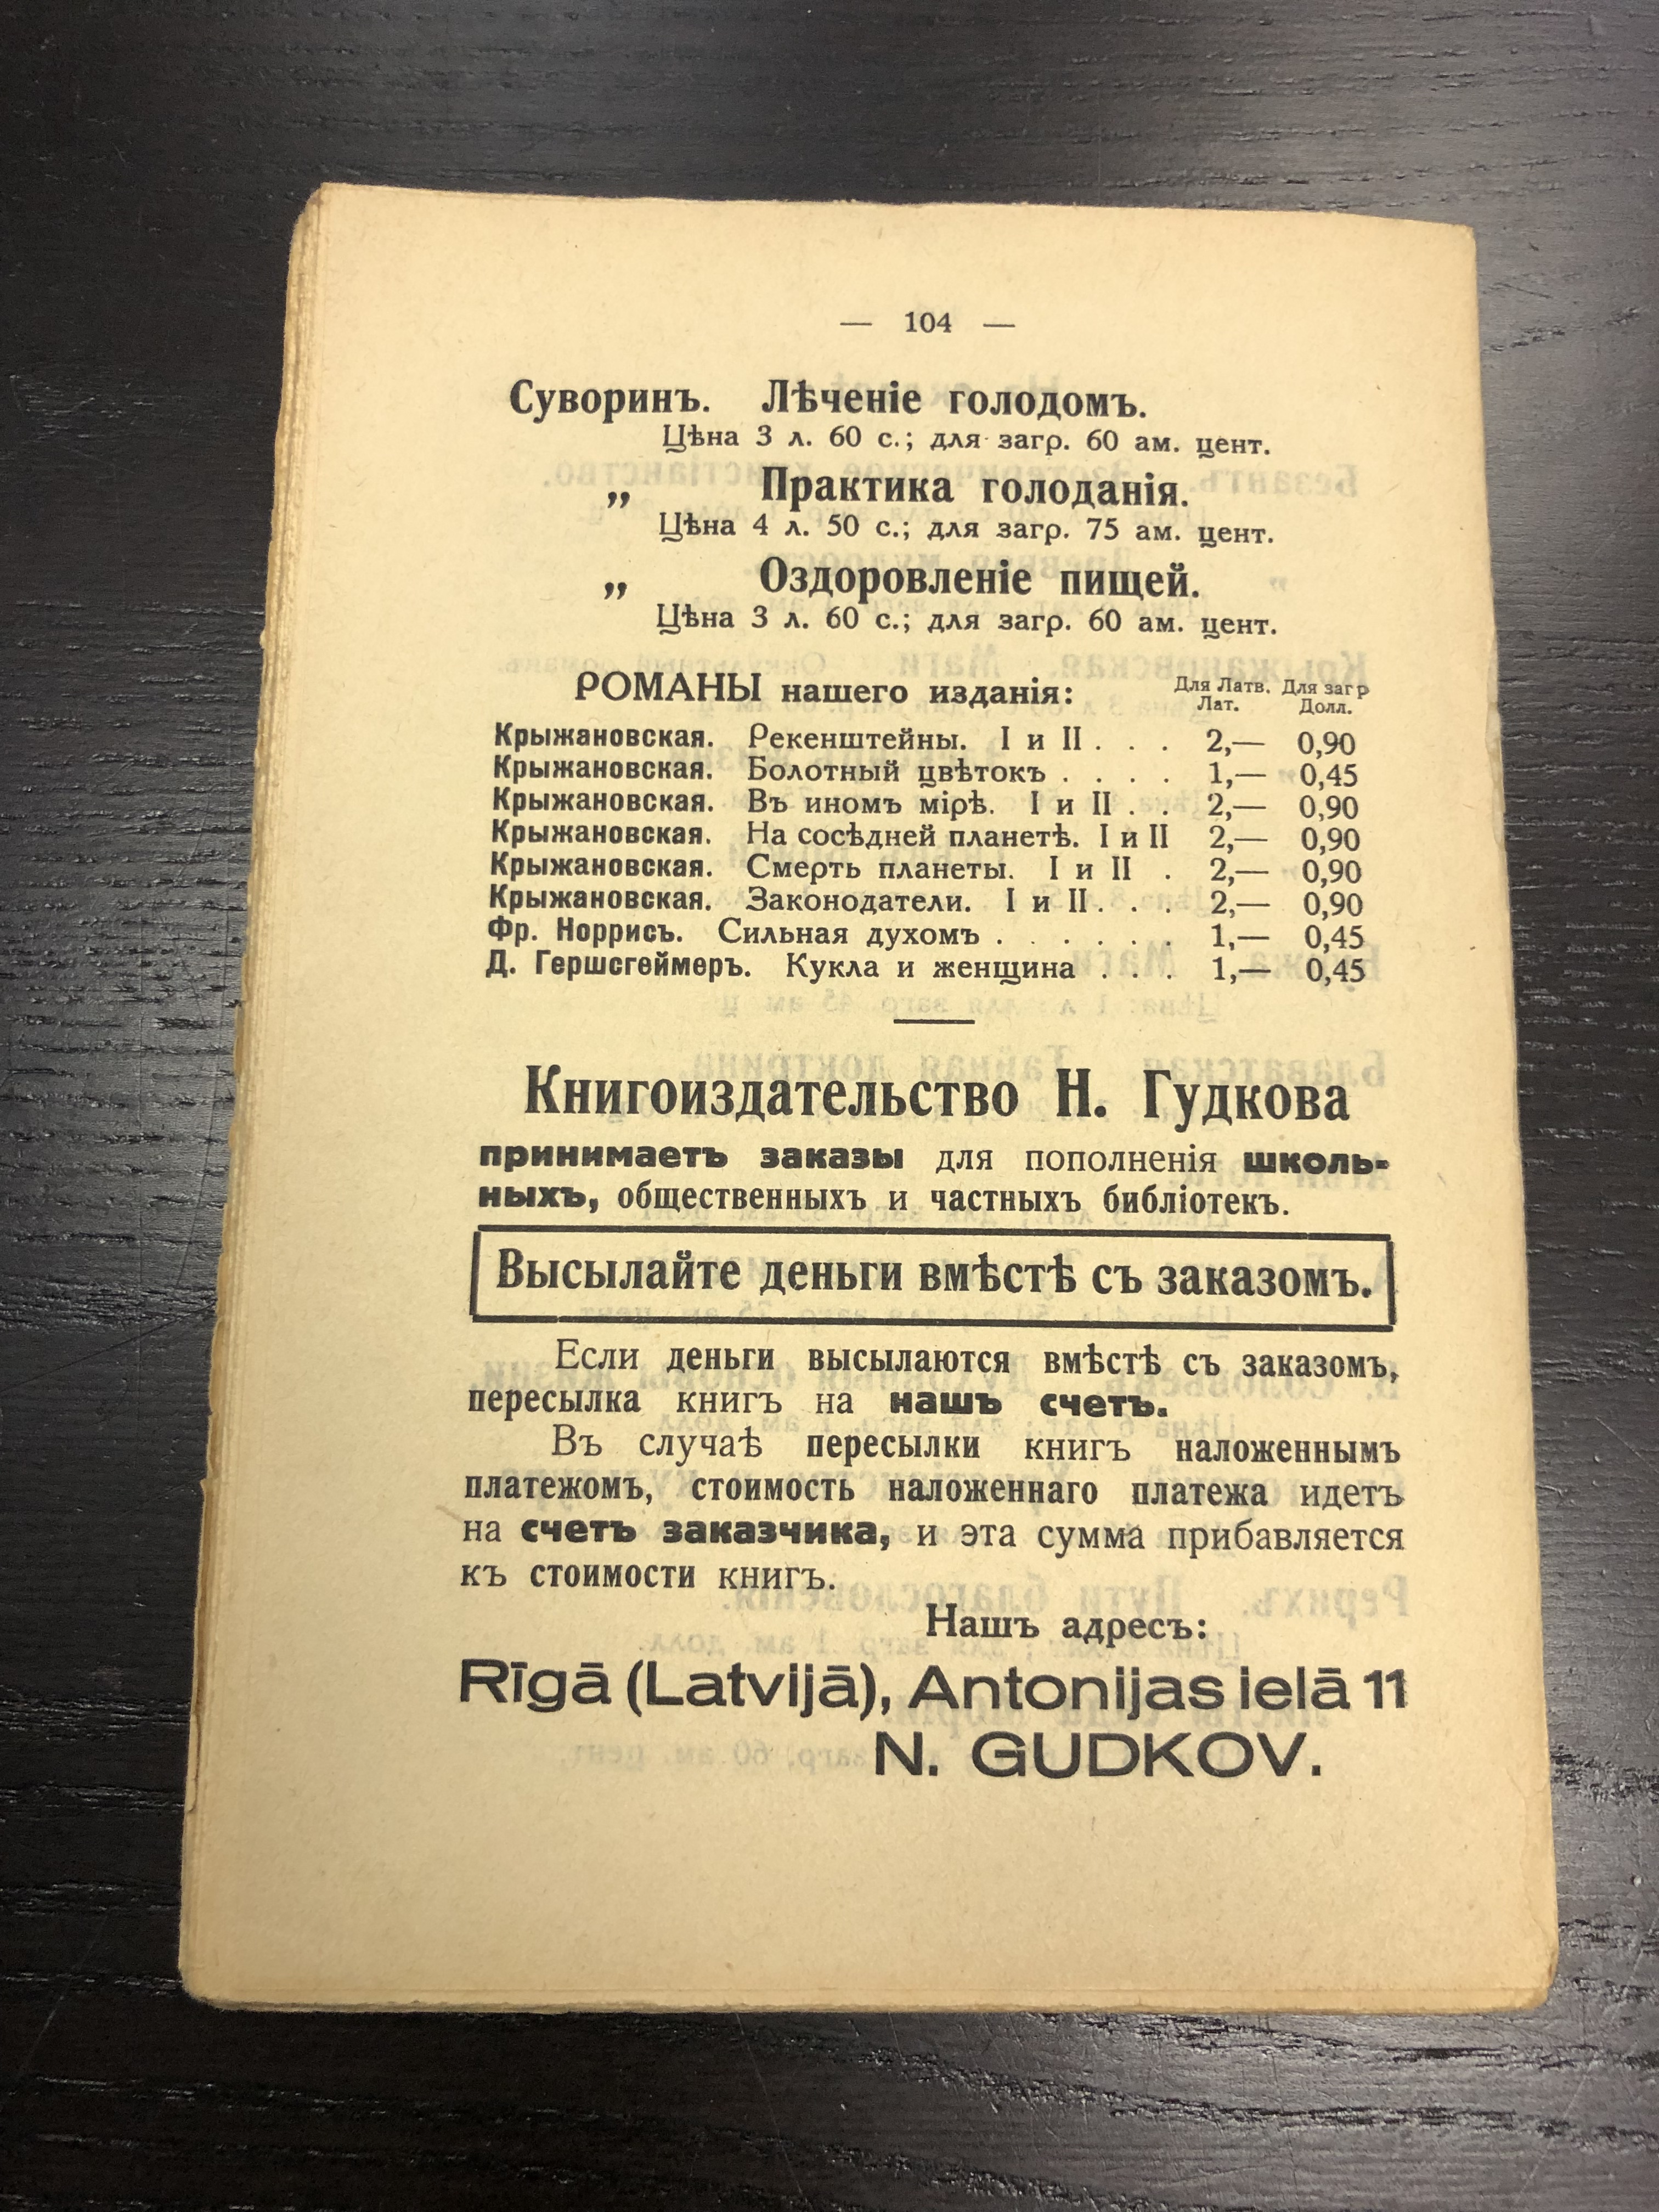 — 104 —
Суворинъ. Лѣченіе голодомъ.
Цѣна 3 л. 60 с.; для загр. 60 ам. цент.
„ Практика голоданія.
Цѣна 4 л. 50 с.; для загр. 75 ам. цент.
„ Оздоровленіе пищей.
Цѣна 3 л. 60 с.; для загр. 60 ам. цент.
РОМАНЫ нашего изданія: Для Латв. Для загр
Лат. Долл.
Крыжановская. Рекенштейны. I и II . . . 2,— 0,90
Крыжановская. Болотный цвѣтокъ . . . . 1,— 0,45
Крыжановская. Въ иномъ мірѣ. I и II . . 2,— 0,90
Крыжановская. На сосѣдней планетѣ. I и II 2,— 0,90
Крыжановская. Смерть планеты. I и II . 2,— 0,90
Крыжановская. Законодатели. I и II . . . 2,— 0,90
Фр. Норрисъ. Сильная духомъ . . . . . . 1,— 0,45
Д. Гершсгеймеръ. Кукла и женщина . . . 1,— 0,45
Книгоиздательство Н. Гудкова
принимаетъ заказы для пополненія школь-
ныхъ, общественныхъ и частныхъ библіотекъ.
Высылайте деньги вмѣстѣ съ заказомъ.
Если деньги высылаются вмѣстѣ съ заказомъ,
пересылка книгъ на нашъ счетъ.
Въ случаѣ пересылки книгъ наложеннымъ
платежомъ, стоимость наложеннаго платежа идетъ
на счетъ заказчика, и эта сумма прибавляется
къ стоимости книгъ.
Нашъ адресъ:
Rīgā (Latvijā), Antonijas ielā 11
N. GUDKOV.